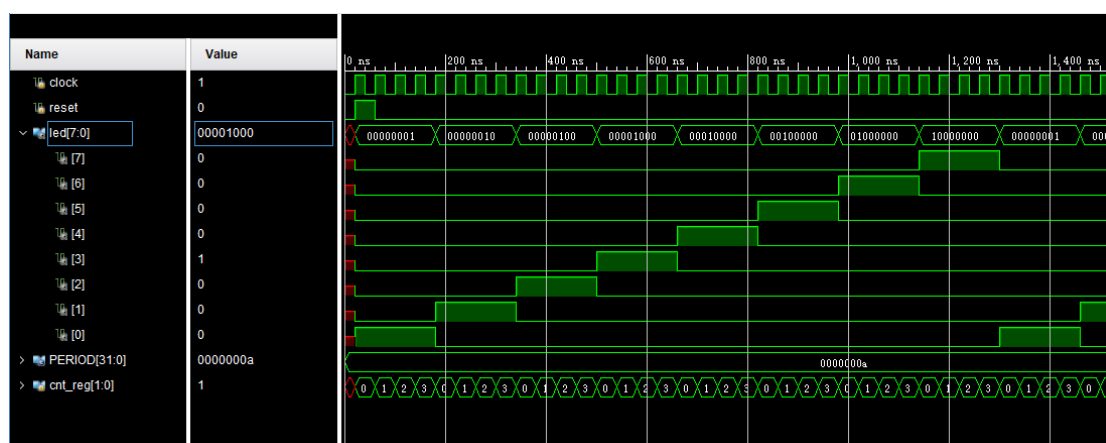 Name Value
0 ns 200 ns 400 ns 600 ns 800 ns 1,000 ns 1,200 ns 1,400 ns
clock 1
reset 0
led[7:0] 00001000 00000001 00000010 00000100 00001000 00010000 00100000 01000000 10000000 00000001 00
[7] 0
[6] 0
[5] 0
[4] 0
[3] 1
[2] 0
[1] 0
[0] 0
PERIOD[31:0] 0000000a 0000000a
cnt_reg[1:0] 1 0 1 2 3 0 1 2 3 0 1 2 3 0 1 2 3 0 1 2 3 0 1 2 3 0 1 2 3 0 1 2 3 0 1 2 3 0